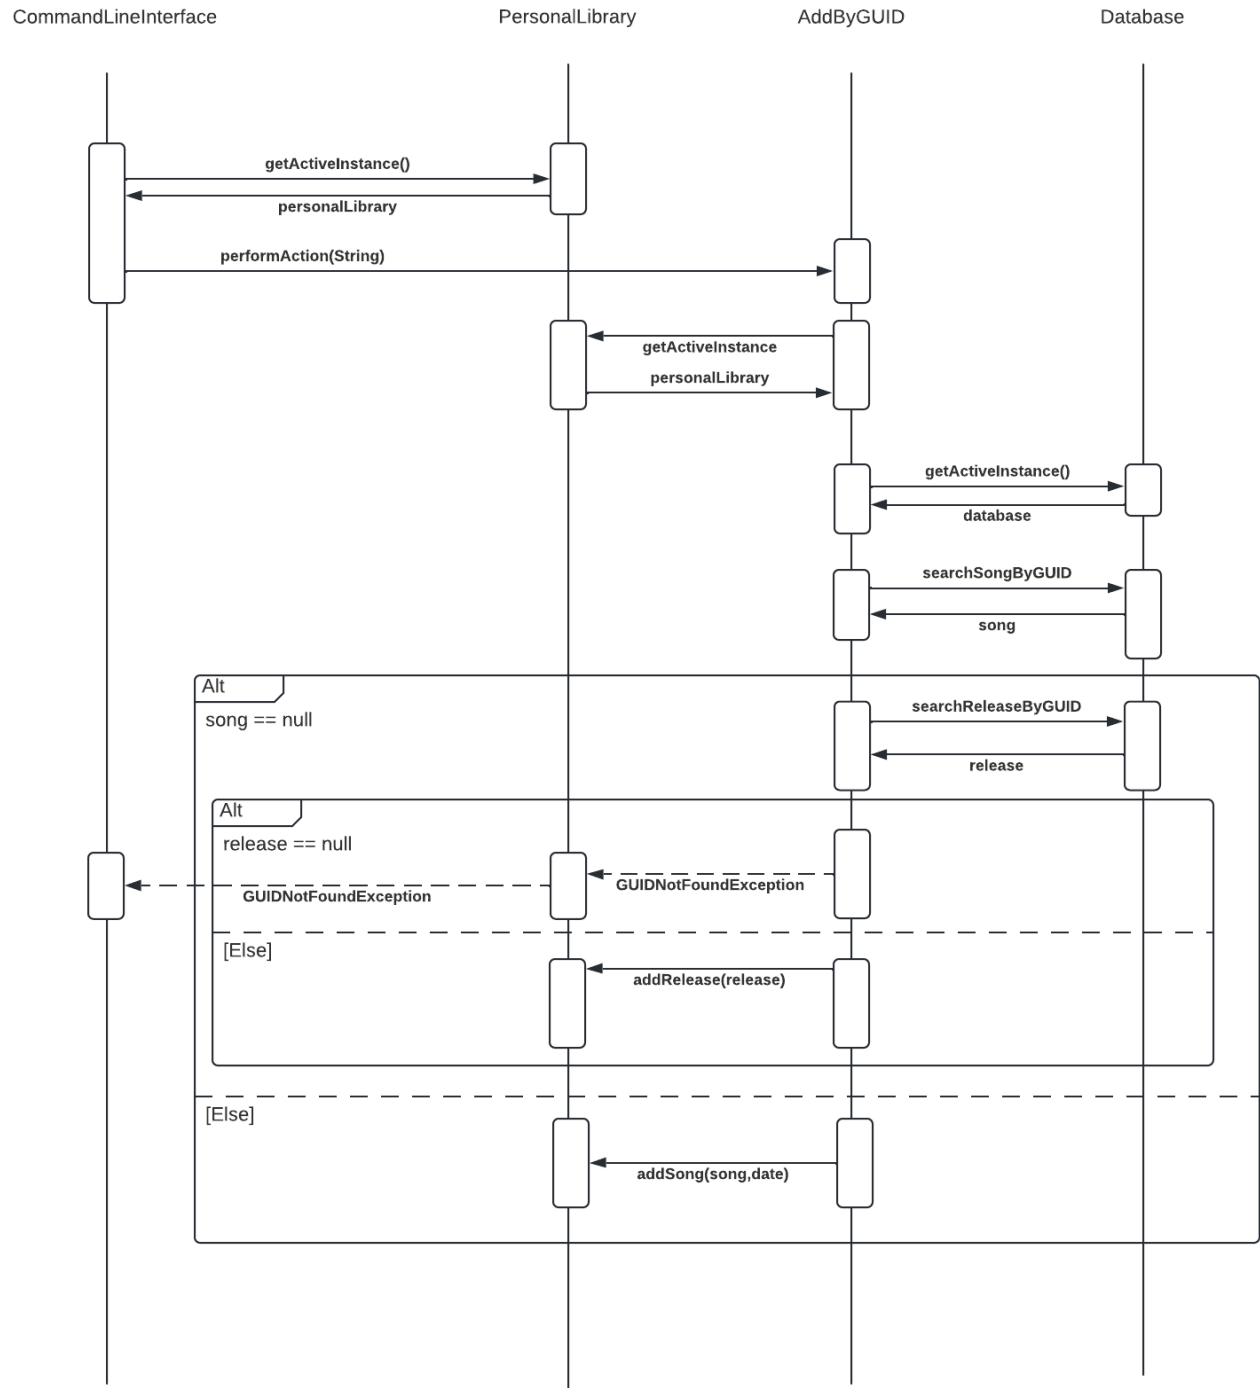 CommandLineInterface
PersonalLibrary
AddByGUID
Database
getActiveInstance()
personalLibrary
performAction(String)
getActiveInstance
personalLibrary
getActiveInstance()
database
searchSongByGUID
song
Alt
song == null
searchReleaseByGUID
release
Alt
release == null
GUIDNotFoundException
GUIDNotFoundException
[Else]
addRelease(release)
[Else]
addSong(song,date)